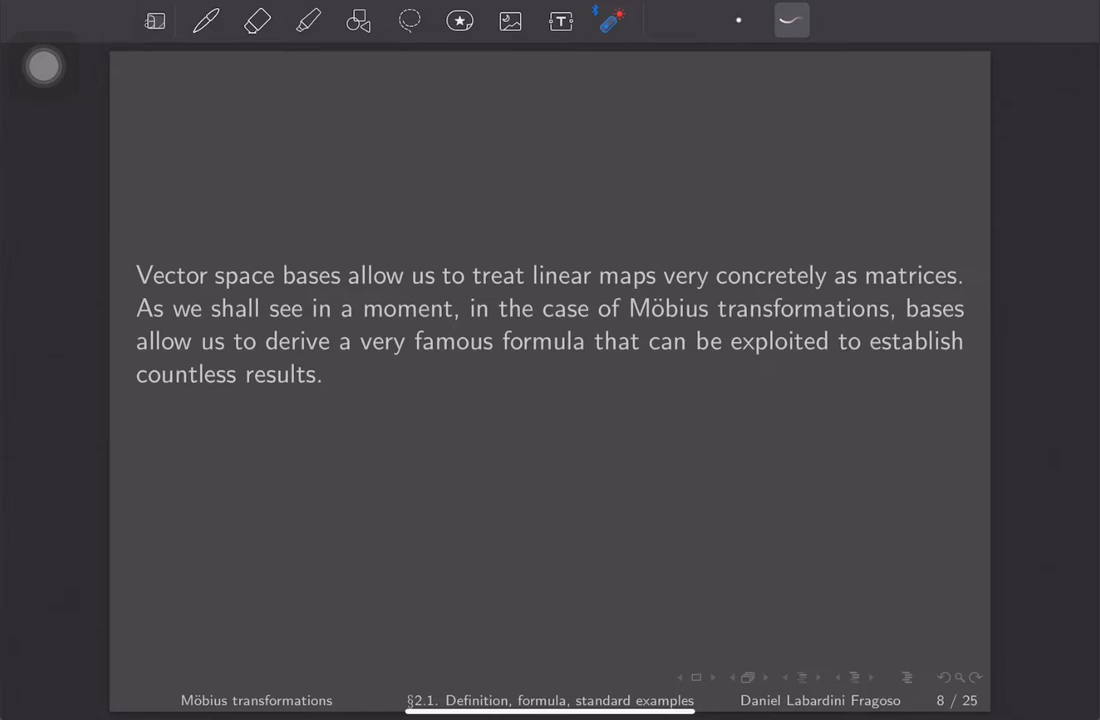 Vector space bases allow us to treat linear maps very concretely as matrices.
As we shall see in a moment, in the case of Möbius transformations, bases
allow us to derive a very famous formula that can be exploited to establish
countless results.
Möbius transformations §2.1. Definition, formula, standard examples Daniel Labardini Fragoso 8 / 25